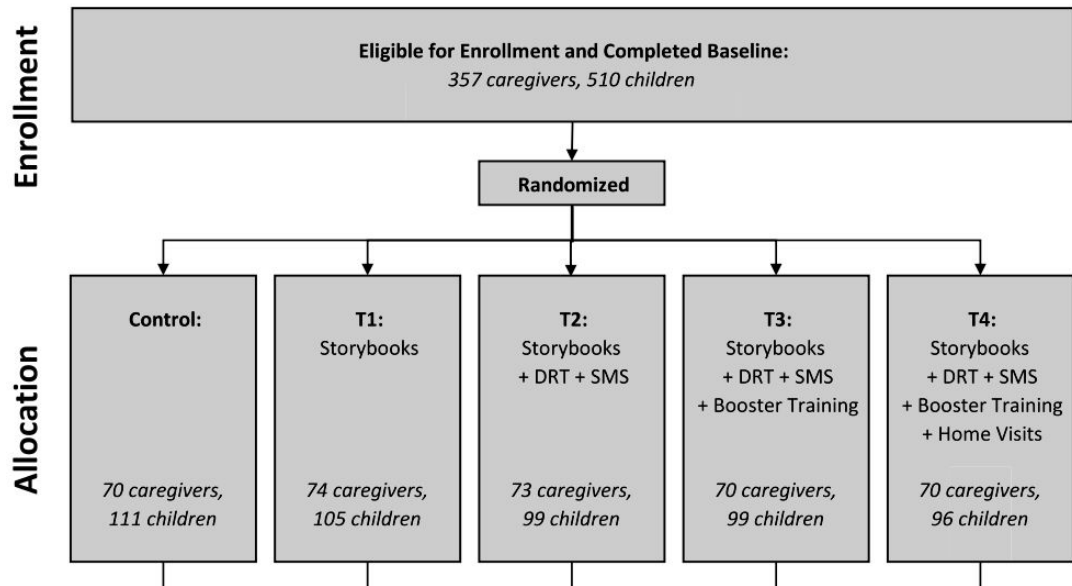 Enrollment
Eligible for Enrollment and Completed Baseline:
357 caregivers, 510 children
Randomized
Allocation
Control:
70 caregivers,
111 children
T1:
Storybooks
74 caregivers,
105 children
T2:
Storybooks
+ DRT + SMS
73 caregivers,
99 children
T3:
Storybooks
+ DRT + SMS
+ Booster Training
70 caregivers,
99 children
T4:
Storybooks
+ DRT + SMS
+ Booster Training
+ Home Visits
70 caregivers,
96 children